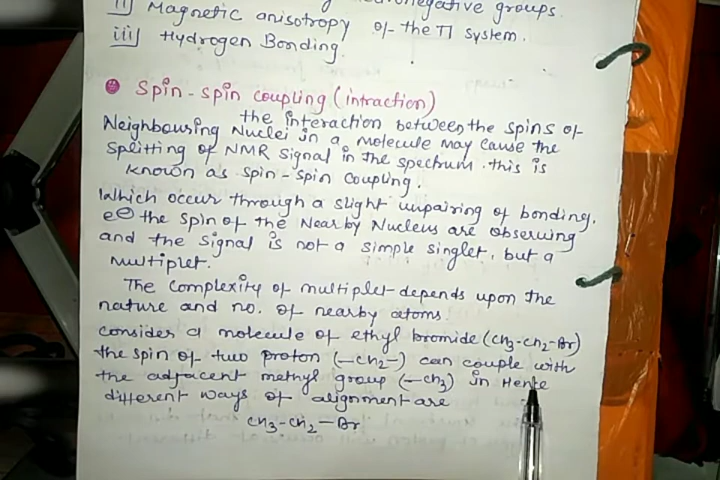 i) onegative groups.
ii) Magnetic anisotropy of the π system.
iii) Hydrogen Bonding.
Spin-spin coupling (intraction)
the interaction between the spins of
Neighbouring Nuclei in a molecule may cause the
splitting of NMR signal in the spectrum. this is
known as spin-spin coupling.
Which occur through a slight unpairing of bonding.
e⊖ the spin of the Nearby Nucleus are observing
and the signal is not a simple singlet, but a
multiplet.
The complexity of multiplet depends upon the
nature and no. of nearby atoms.
consider a molecule of ethyl bromide (CH3-CH2-Br)
the spin of two proton (-CH2-) can couple with
the adjacent methyl group (-CH3) in
different ways of alignment are
CH3-CH2-Br